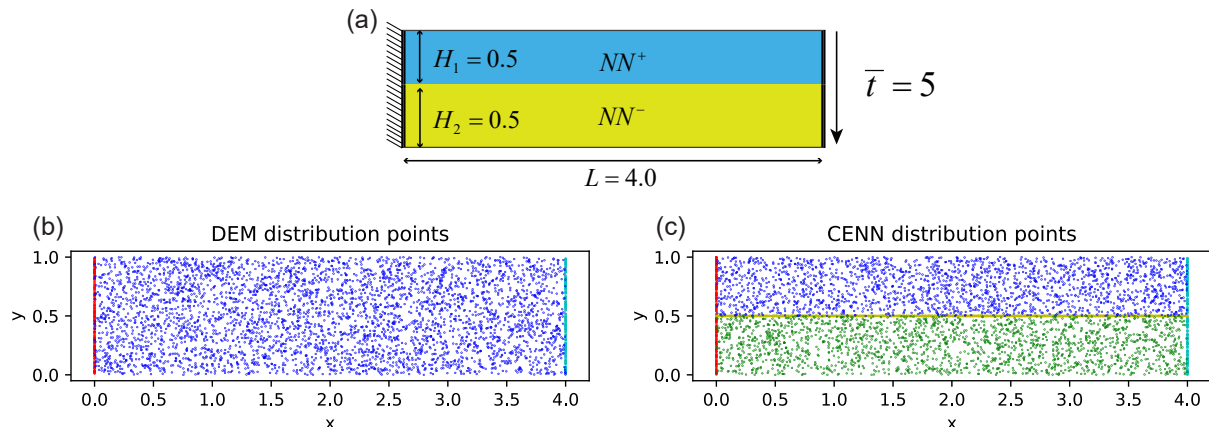 (a)
H₁ = 0.5
NN⁺
H₂ = 0.5
NN⁻
t̅ = 5
L = 4.0
(b)
DEM distribution points
1.0
0.5
0.0
y
0.0 0.5 1.0 1.5 2.0 2.5 3.0 3.5 4.0
x
(c)
CENN distribution points
1.0
0.5
0.0
y
0.0 0.5 1.0 1.5 2.0 2.5 3.0 3.5 4.0
x